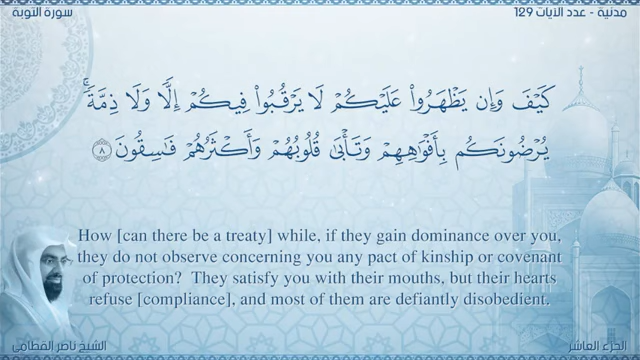 مدنية - عدد الآيات 129
سورة التوبة
كَيْفَ وَإِن يَظْهَرُوا۟ عَلَيْكُمْ لَا يَرْقُبُوا۟ فِيكُمْ إِلًّا وَلَا ذِمَّةً ۚ
يُرْضُونَكُم بِأَفْوَٰهِهِمْ وَتَأْبَىٰ قُلُوبُهُمْ وَأَكْثَرُهُمْ فَـٰسِقُونَ ٨
How [can there be a treaty] while, if they gain dominance over you,
they do not observe concerning you any pact of kinship or covenant
of protection? They satisfy you with their mouths, but their hearts
refuse [compliance], and most of them are defiantly disobedient.
الجزء العاشر
الشيخ ناصر القطامي